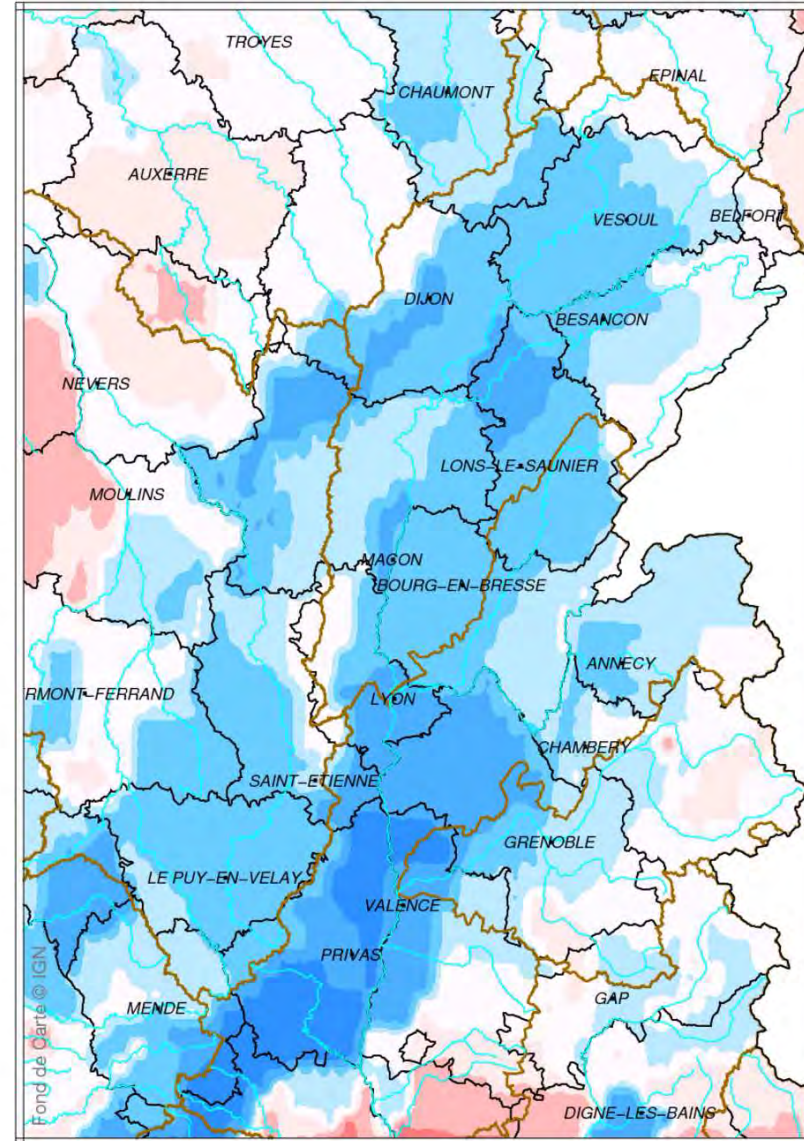 TROYES
EPINAL
CHAUMONT
AUXERRE
VESOUL
BELFORT
DIJON
BESANCON
NEVERS
LONS-LE-SAUNIER
MOULINS
MACON
BOURG-EN-BRESSE
ANNECY
RMONT-FERRAND
LYON
CHAMBERY
SAINT-ETIENNE
GRENOBLE
LE PUY-EN-VELAY
VALENCE
PRIVAS
GAP
MENDE
DIGNE-LES-BAINS
Fond de Carte © IGN